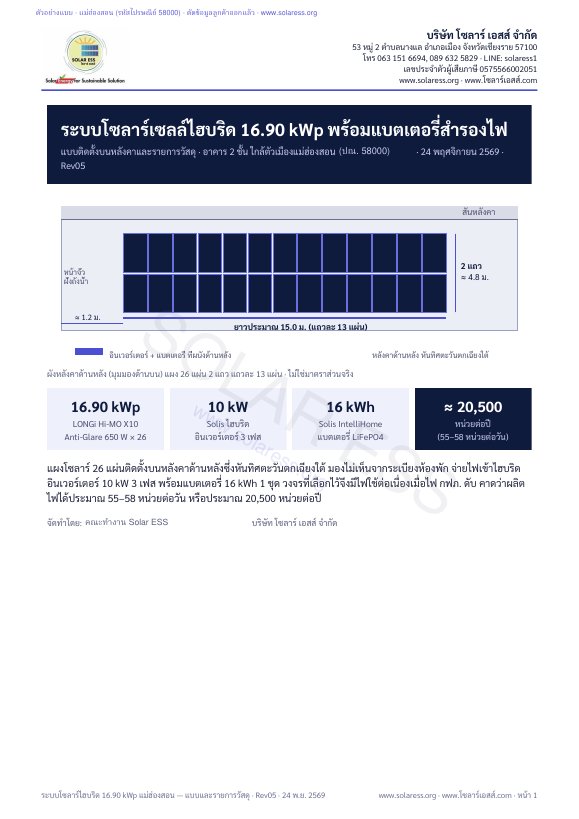 ตัวอย่างแบบ · แม่ฮ่องสอน (รหัสไปรษณีย์ 58000) · ตัดข้อมูลลูกค้าออกแล้ว · www.solaress.org
SOLAR ESS
Solar Energy for Sustainable Solution
บริษัท โซลาร์ เอสส์ จำกัด
53 หมู่ 2 ตำบลนางแล อำเภอเมือง จังหวัดเชียงราย 57100
โทร 063 151 6694, 089 632 5829 · LINE: solaress1
เลขประจำตัวผู้เสียภาษี 0575566002051
www.solaress.org · www.โซลาร์เอสส์.com
ระบบโซลาร์เซลล์ไฮบริด 16.90 kWp พร้อมแบตเตอรี่สำรองไฟ
แบบติดตั้งบนหลังคาและรายการวัสดุ · อาคาร 2 ชั้น ใกล้ตัวเมืองแม่ฮ่องสอน (ปณ. 58000) · 24 พฤศจิกายน 2569 ·
Rev05
สันหลังคา
หน้าจั่ว
ฝั่งถังน้ำ
2 แถว
≈ 4.8 ม.
≈ 1.2 ม.
ยาวประมาณ 15.0 ม. (แถวละ 13 แผ่น)
อินเวอร์เตอร์ + แบตเตอรี่ ที่ผนังด้านหลัง
หลังคาด้านหลัง หันทิศตะวันตกเฉียงใต้
ผังหลังคาด้านหลัง (มุมมองด้านบน) แผง 26 แผ่น 2 แถว แถวละ 13 แผ่น · ไม่ใช่มาตราส่วนจริง
16.90 kWp
LONGi Hi-MO X10
Anti-Glare 650 W × 26
10 kW
Solis ไฮบริด
อินเวอร์เตอร์ 3 เฟส
16 kWh
Solis IntelliHome
แบตเตอรี่ LiFePO4
≈ 20,500
หน่วยต่อปี
(55–58 หน่วยต่อวัน)
แผงโซลาร์ 26 แผ่นติดตั้งบนหลังคาด้านหลังซึ่งหันทิศตะวันตกเฉียงใต้ มองไม่เห็นจากระเบียงห้องพัก จ่ายไฟเข้าไฮบริด
อินเวอร์เตอร์ 10 kW 3 เฟส พร้อมแบตเตอรี่ 16 kWh 1 ชุด วงจรที่เลือกไว้จึงมีไฟใช้ต่อเนื่องเมื่อไฟ กฟภ. ดับ คาดว่าผลิต
ไฟได้ประมาณ 55–58 หน่วยต่อวัน หรือประมาณ 20,500 หน่วยต่อปี
จัดทำโดย: คณะทำงาน Solar ESS
บริษัท โซลาร์ เอสส์ จำกัด
SOLAR ESS
ระบบโซลาร์ไฮบริด 16.90 kWp แม่ฮ่องสอน — แบบและรายการวัสดุ · Rev05 · 24 พ.ย. 2569
www.solaress.org · www.โซลาร์เอสส์.com · หน้า 1